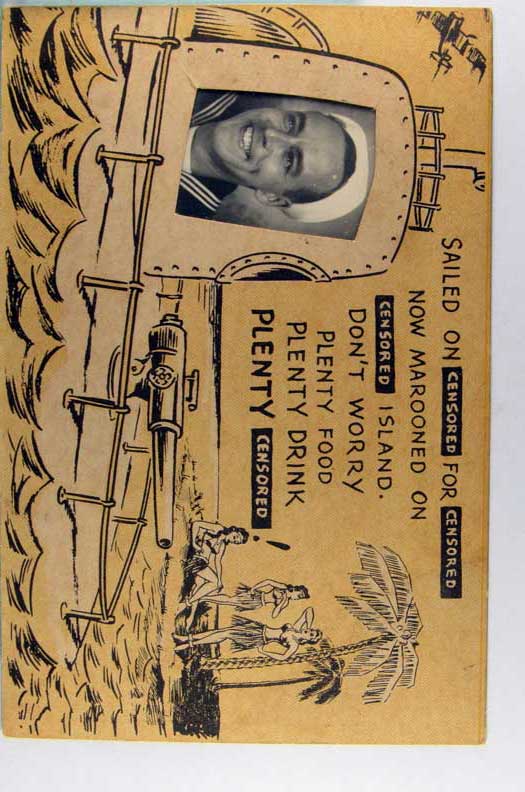 SAILED ON CENSORED FOR CENSORED
NOW MAROONED ON
CENSORED ISLAND.
DON'T WORRY
PLENTY FOOD
PLENTY DRINK
PLENTY CENSORED